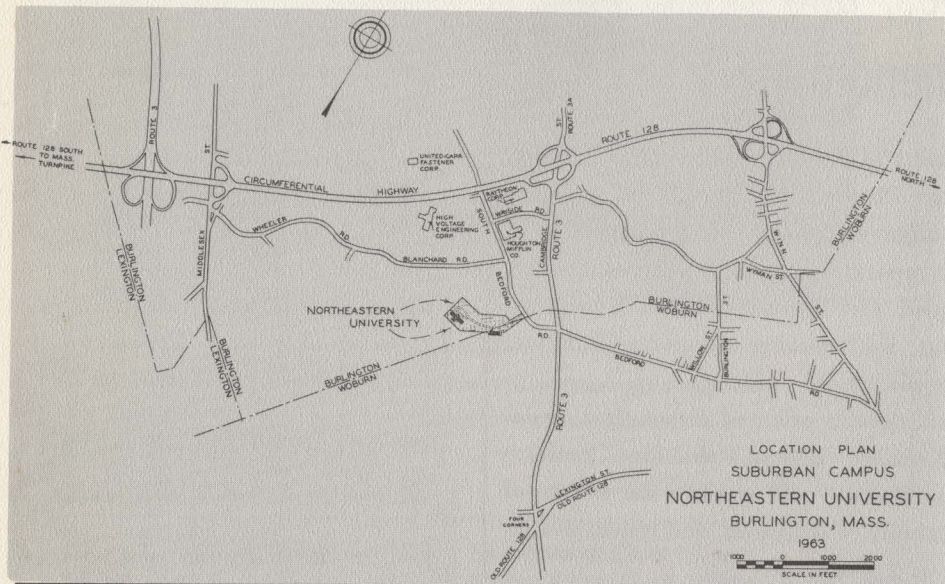 ROUTE 3
ST.
ROUTE 3A
ROUTE 128
ROUTE 128 SOUTH
TO MASS.
TURNPIKE
CIRCUMFERENTIAL HIGHWAY
UNITED-CARR
FASTENER
CORP.
RAYTHEON
CORP.
ROUTE 128
NORTH
MIDDLESEX ST.
WHEELER RD.
HIGH
VOLTAGE
ENGINEERING
CORP.
SOUTH BEDFORD RD.
WAYSIDE RD.
HOUGHTON
MIFFLIN
CO.
CAMBRIDGE
ROUTE 3
BLANCHARD RD.
WINN ST.
WYMAN ST.
BURLINGTON
WOBURN
BURLINGTON
LEXINGTON
NORTHEASTERN
UNIVERSITY
BURLINGTON
WOBURN
BURLINGTON
LEXINGTON
BURLINGTON
WOBURN
BEDFORD RD.
WILLOW ST.
BURLINGTON ST.
ROUTE 3
LEXINGTON ST.
OLD ROUTE 128
FOUR
CORNERS
OLD ROUTE 128
LOCATION PLAN
SUBURBAN CAMPUS
NORTHEASTERN UNIVERSITY
BURLINGTON, MASS.
1963
1000 0 1000 2000
SCALE IN FEET